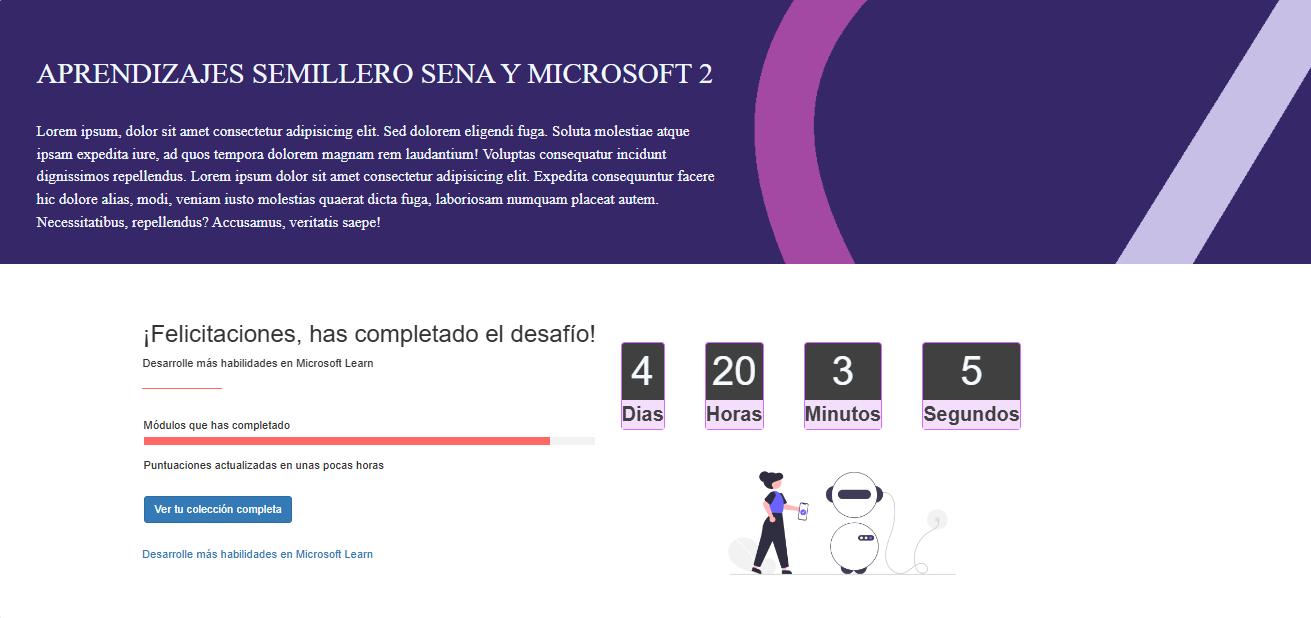 APRENDIZAJES SEMILLERO SENA Y MICROSOFT 2
Lorem ipsum, dolor sit amet consectetur adipisicing elit. Sed dolorem eligendi fuga. Soluta molestiae atque
ipsam expedita iure, ad quos tempora dolorem magnam rem laudantium! Voluptas consequatur incidunt
dignissimos repellendus. Lorem ipsum dolor sit amet consectetur adipisicing elit. Expedita consequuntur facere
hic dolore alias, modi, veniam iusto molestias quaerat dicta fuga, laboriosam numquam placeat autem.
Necessitatibus, repellendus? Accusamus, veritatis saepe!
¡Felicitaciones, has completado el desafío!
Desarrolle más habilidades en Microsoft Learn
Módulos que has completado
Puntuaciones actualizadas en unas pocas horas
Ver tu colección completa
Desarrolle más habilidades en Microsoft Learn
4 20 3 5
Dias Horas Minutos Segundos